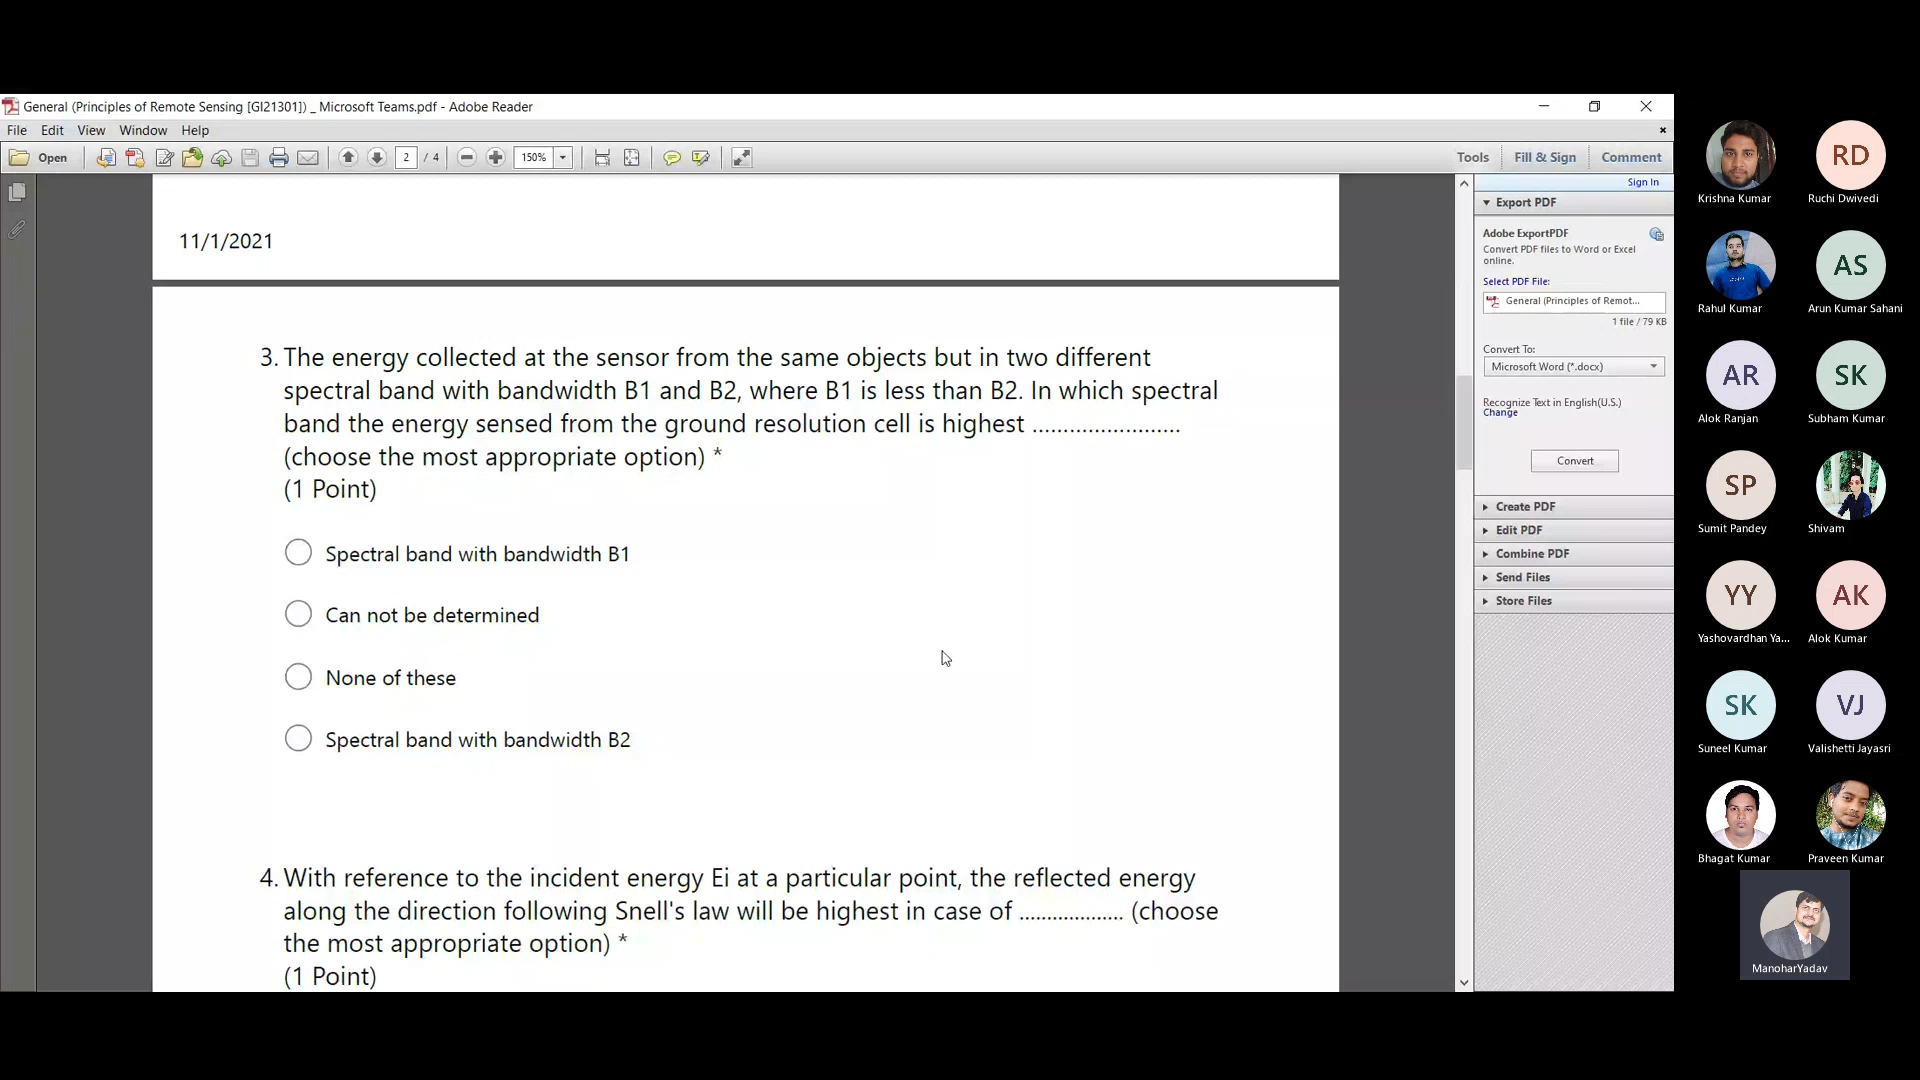 General (Principles of Remote Sensing [GI21301]) _ Microsoft Teams.pdf - Adobe Reader
File Edit View Window Help
Open
2 / 4
150%
Tools Fill & Sign Comment
11/1/2021
3. The energy collected at the sensor from the same objects but in two different
spectral band with bandwidth B1 and B2, where B1 is less than B2. In which spectral
band the energy sensed from the ground resolution cell is highest ........................
(choose the most appropriate option) *
(1 Point)
Spectral band with bandwidth B1
Can not be determined
None of these
Spectral band with bandwidth B2
4. With reference to the incident energy Ei at a particular point, the reflected energy
along the direction following Snell's law will be highest in case of .................. (choose
the most appropriate option) *
(1 Point)
Sign In
Export PDF
Adobe ExportPDF
Convert PDF files to Word or Excel
online.
Select PDF File:
General (Principles of Remot...
1 file / 79 KB
Convert To:
Microsoft Word (*.docx)
Recognize Text in English(U.S.)
Change
Convert
Create PDF
Edit PDF
Combine PDF
Send Files
Store Files
Krishna Kumar
RD
Ruchi Dwivedi
Rahul Kumar
AS
Arun Kumar Sahani
AR
Alok Ranjan
SK
Subham Kumar
SP
Sumit Pandey
Shivam
YY
Yashovardhan Ya...
AK
Alok Kumar
SK
Suneel Kumar
VJ
Valishetti Jayasri
Bhagat Kumar
Praveen Kumar
ManoharYadav